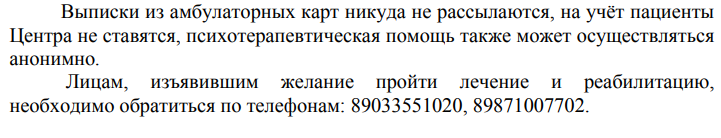 Выписки из амбулаторных карт никуда не рассылаются, на учёт пациенты
Центра не ставятся, психотерапевтическая помощь также может осуществляться
анонимно.
Лицам, изъявившим желание пройти лечение и реабилитацию,
необходимо обратиться по телефонам: 89033551020, 89871007702.